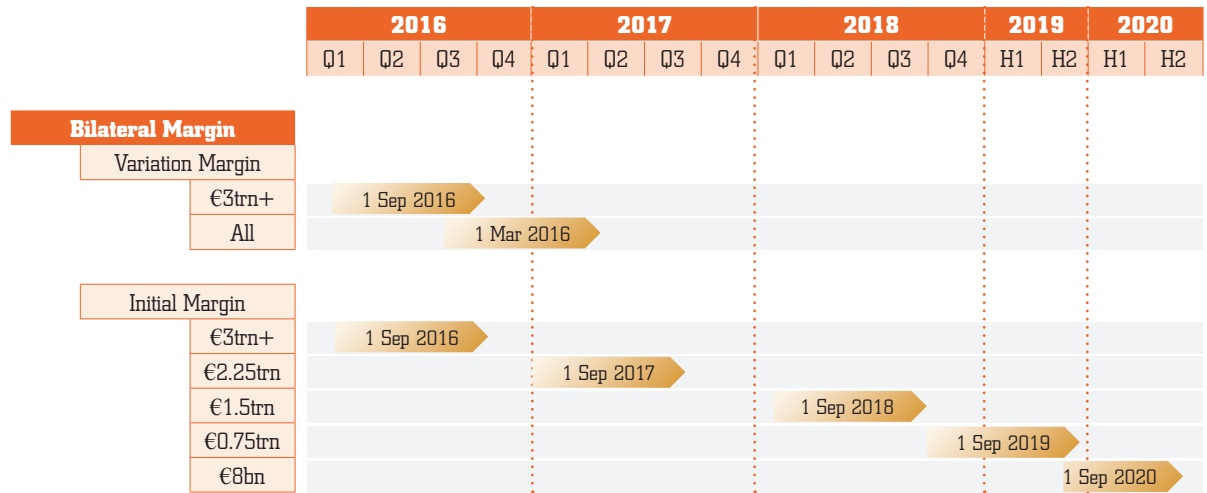 2016 2017 2018 2019 2020
Q1 Q2 Q3 Q4 Q1 Q2 Q3 Q4 Q1 Q2 Q3 Q4 H1 H2 H1 H2
Bilateral Margin
Variation Margin
€3trn+ 1 Sep 2016
All 1 Mar 2016
Initial Margin
€3trn+ 1 Sep 2016
€2.25trn 1 Sep 2017
€1.5trn 1 Sep 2018
€0.75trn 1 Sep 2019
€8bn 1 Sep 2020